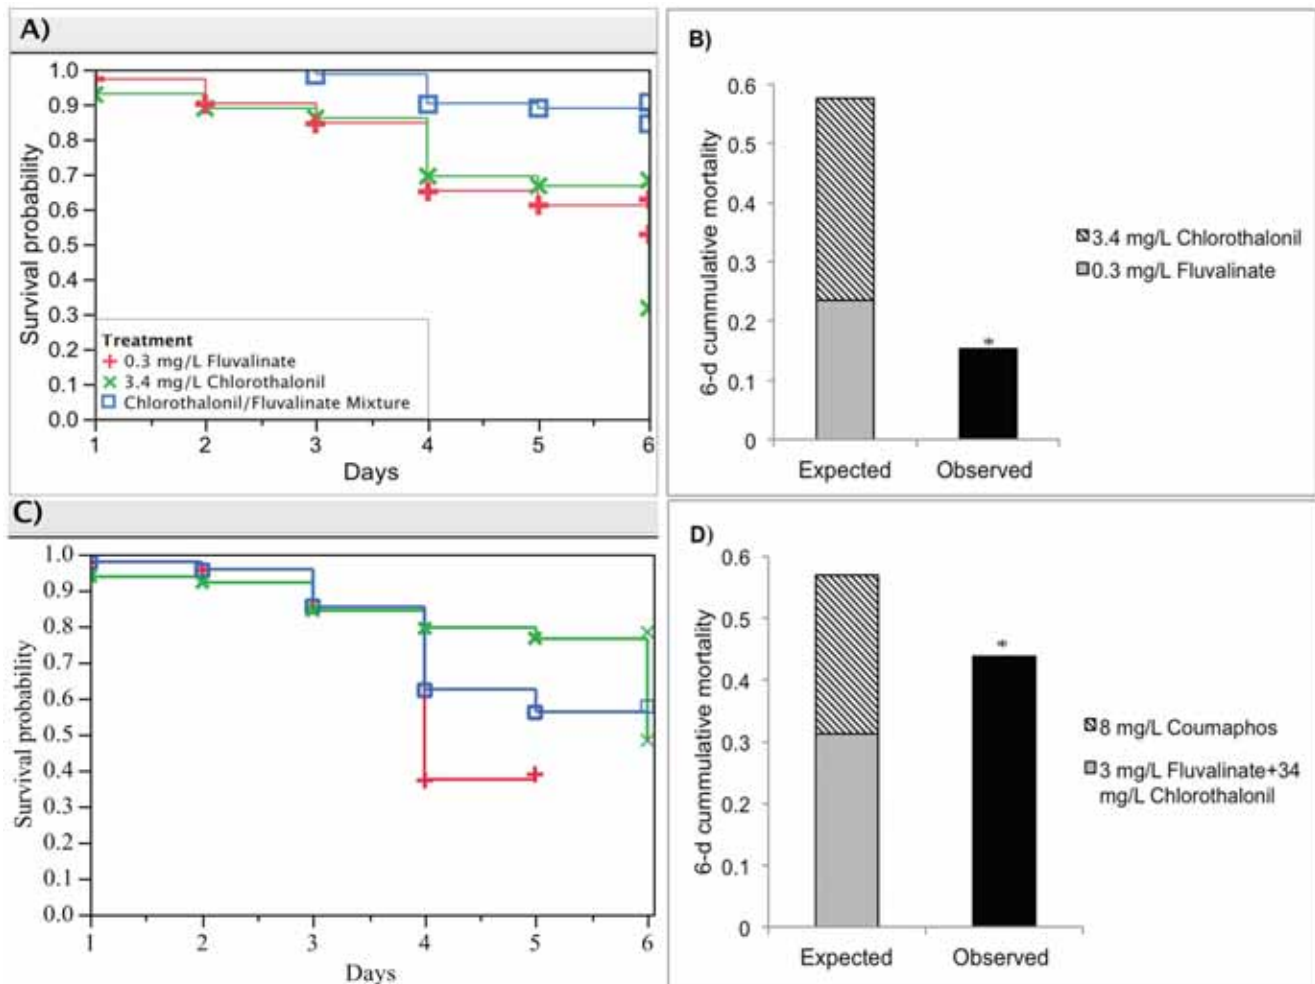 A)
Survival probability
1.0
0.9
0.8
0.7
0.6
0.5
0.4
0.3
0.2
0.1
0.0
Treatment
0.3 mg/L Fluvalinate
3.4 mg/L Chlorothalonil
Chlorothalonil/Fluvalinate Mixture
1 2 3 4 5 6
Days
B)
6-d cummulative mortality
0.6
0.5
0.4
0.3
0.2
0.1
0
*
Expected Observed
3.4 mg/L Chlorothalonil
0.3 mg/L Fluvalinate
C)
Survival probability
1.0
0.9
0.8
0.7
0.6
0.5
0.4
0.3
0.2
0.1
0.0
1 2 3 4 5 6
Days
D)
6-d cummulative mortality
0.6
0.5
0.4
0.3
0.2
0.1
0
*
Expected Observed
8 mg/L Coumaphos
3 mg/L Fluvalinate+34
mg/L Chlorothalonil